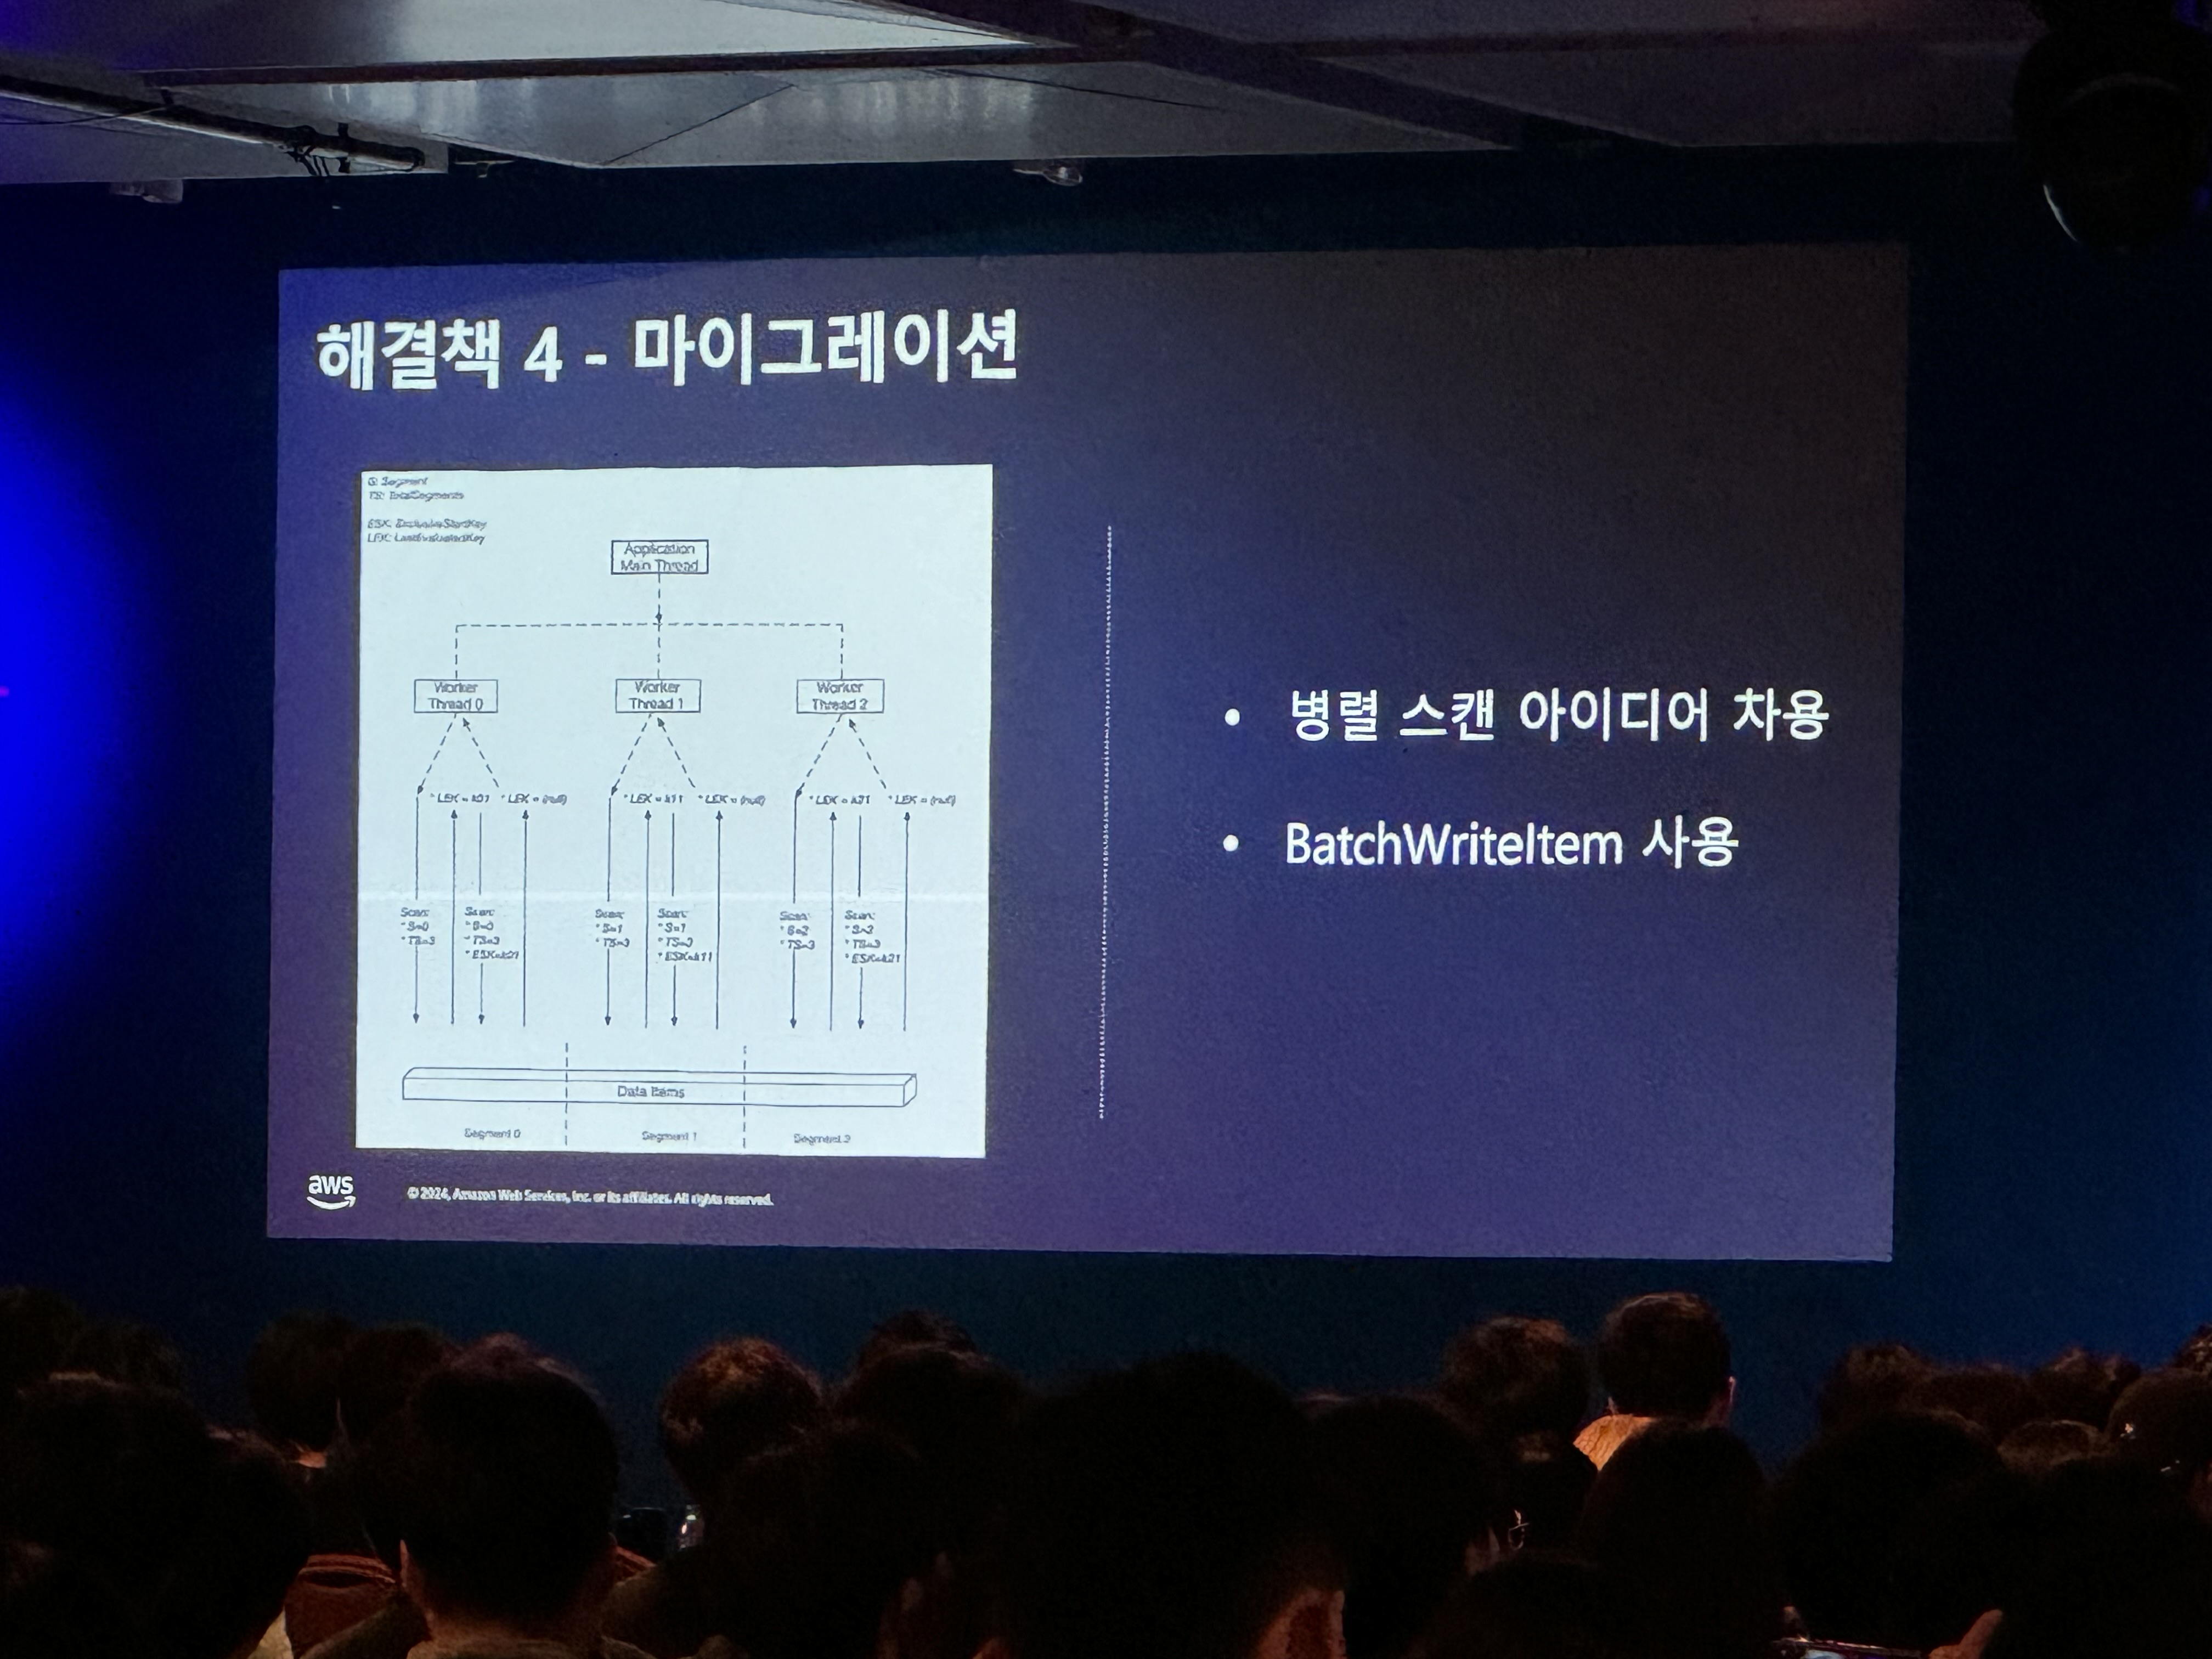 해결책 4 - 마이그레이션
S: Segment
TS: TotalSegments
ESK: ExclusiveStartKey
LEK: LastEvaluatedKey
Application
Main Thread
Worker
Thread 0
Worker
Thread 1
Worker
Thread 2
* LEK = k01 * LEK = (null)
* LEK = k11 * LEK = (null)
* LEK = k21 * LEK = (null)
Scan:
* S=0
* TS=3
Scan:
* S=0
* TS=3
* ESK=k01
Scan:
* S=1
* TS=3
Scan:
* S=1
* TS=3
* ESK=k11
Scan:
* S=2
* TS=3
Scan:
* S=2
* TS=3
* ESK=k21
Data Items
Segment 0
Segment 1
Segment 2
• 병렬 스캔 아이디어 차용
• BatchWriteItem 사용
aws
© 2024, Amazon Web Services, Inc. or its affiliates. All rights reserved.